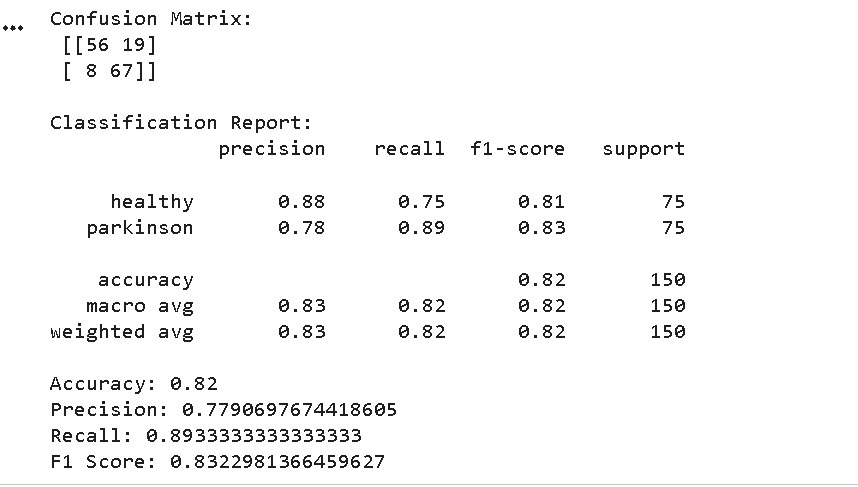 Confusion Matrix:
[[56 19]
[ 8 67]]
Classification Report:
precision recall f1-score support
healthy 0.88 0.75 0.81 75
parkinson 0.78 0.89 0.83 75
accuracy 0.82 150
macro avg 0.83 0.82 0.82 150
weighted avg 0.83 0.82 0.82 150
Accuracy: 0.82
Precision: 0.7790697674418605
Recall: 0.8933333333333333
F1 Score: 0.8322981366459627